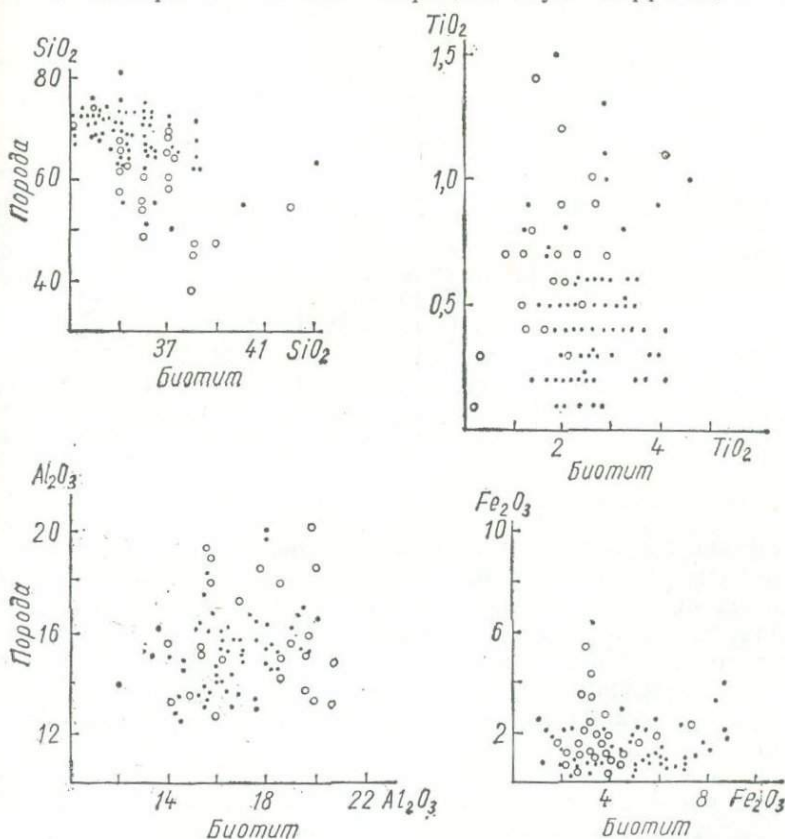 SiO₂
80
60
40
Порода
37 41 SiO₂
Биотит
TiO₂
1,5
1,0
0,5
2 4 TiO₂
Биотит
Al₂O₃
20
16
12
Порода
14 18 22 Al₂O₃
Биотит
Fe₂O₃
10
6
2
4 8 Fe₂O₃
Биотит